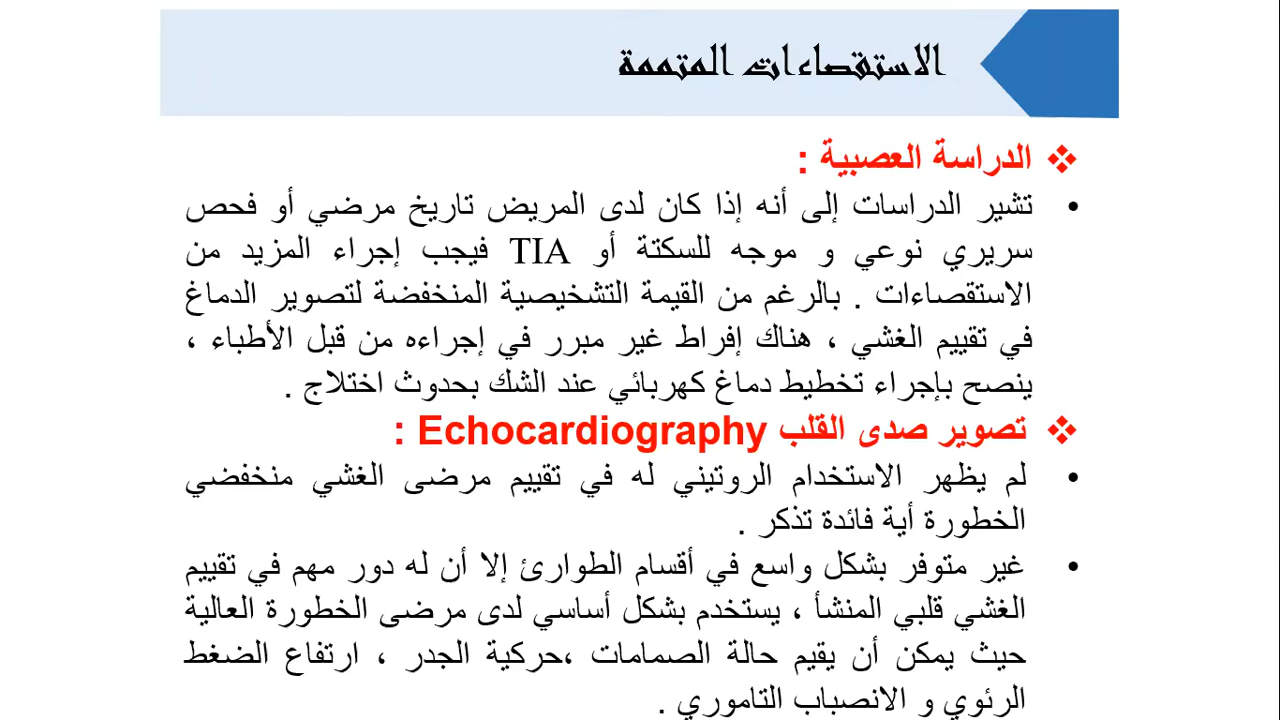 الاستقصاءات المتممة
❖ الدراسة العصبية :
• تشير الدراسات إلى أنه إذا كان لدى المريض تاريخ مرضي أو فحص
سريري نوعي و موجه للسكتة أو TIA فيجب إجراء المزيد من
الاستقصاءات . بالرغم من القيمة التشخيصية المنخفضة لتصوير الدماغ
في تقييم الغشي ، هناك إفراط غير مبرر في إجراءه من قبل الأطباء ،
ينصح بإجراء تخطيط دماغ كهربائي عند الشك بحدوث اختلاج .
❖ تصوير صدى القلب Echocardiography :
• لم يظهر الاستخدام الروتيني له في تقييم مرضى الغشي منخفضي
الخطورة أية فائدة تذكر .
• غير متوفر بشكل واسع في أقسام الطوارئ إلا أن له دور مهم في تقييم
الغشي قلبي المنشأ ، يستخدم بشكل أساسي لدى مرضى الخطورة العالية
حيث يمكن أن يقيم حالة الصمامات ،حركية الجدر ، ارتفاع الضغط
الرئوي و الانصباب التاموري .